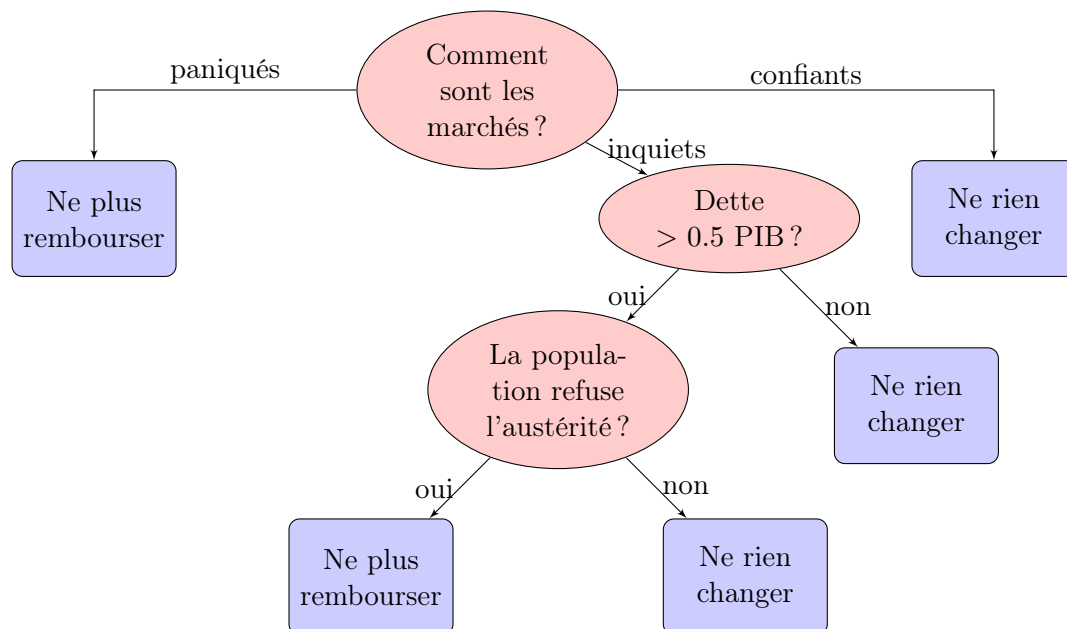 Comment
sont les
marchés ?
paniqués
confiants
inquiets
Ne plus
rembourser
Dette
> 0.5 PIB ?
Ne rien
changer
oui
non
La popula-
tion refuse
l'austérité ?
Ne rien
changer
oui
non
Ne plus
rembourser
Ne rien
changer